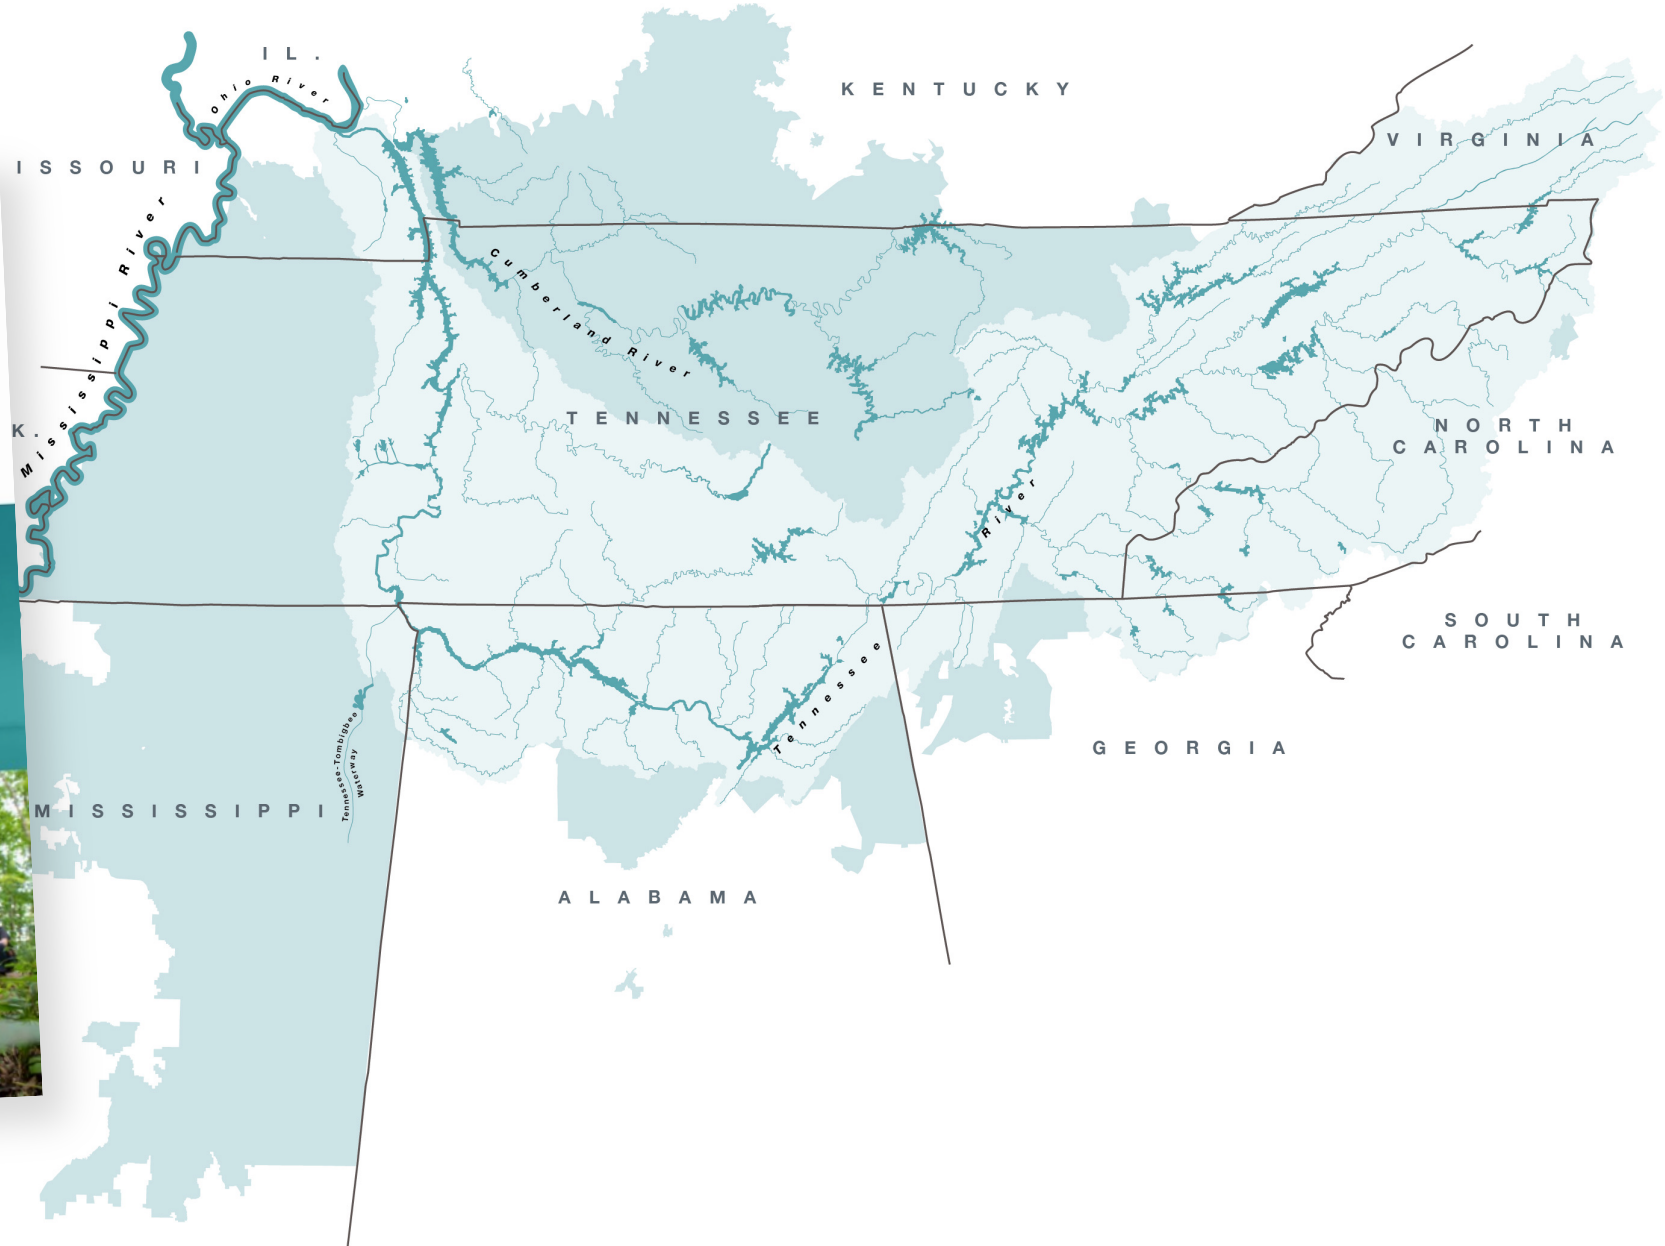 IL.
Ohio River
KENTUCKY
VIRGINIA
ISSOURI
Mississippi River
Cumberland River
TENNESSEE
K.
NORTH
CAROLINA
Tennessee River
SOUTH
CAROLINA
GEORGIA
Tennessee-Tombigbee
Waterway
MISSISSIPPI
ALABAMA